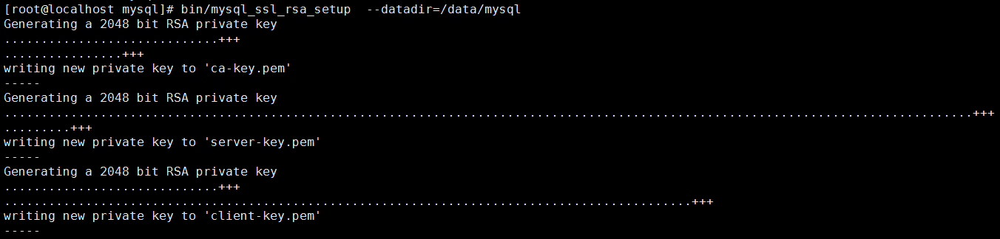 [root@localhost mysql]# bin/mysql_ssl_rsa_setup  --datadir=/data/mysql
Generating a 2048 bit RSA private key
.............................+++
................+++
writing new private key to 'ca-key.pem'
-----
Generating a 2048 bit RSA private key
...................................................................................................................................+++
.........+++
writing new private key to 'server-key.pem'
-----
Generating a 2048 bit RSA private key
.............................+++
.............................................................................................+++
writing new private key to 'client-key.pem'
-----